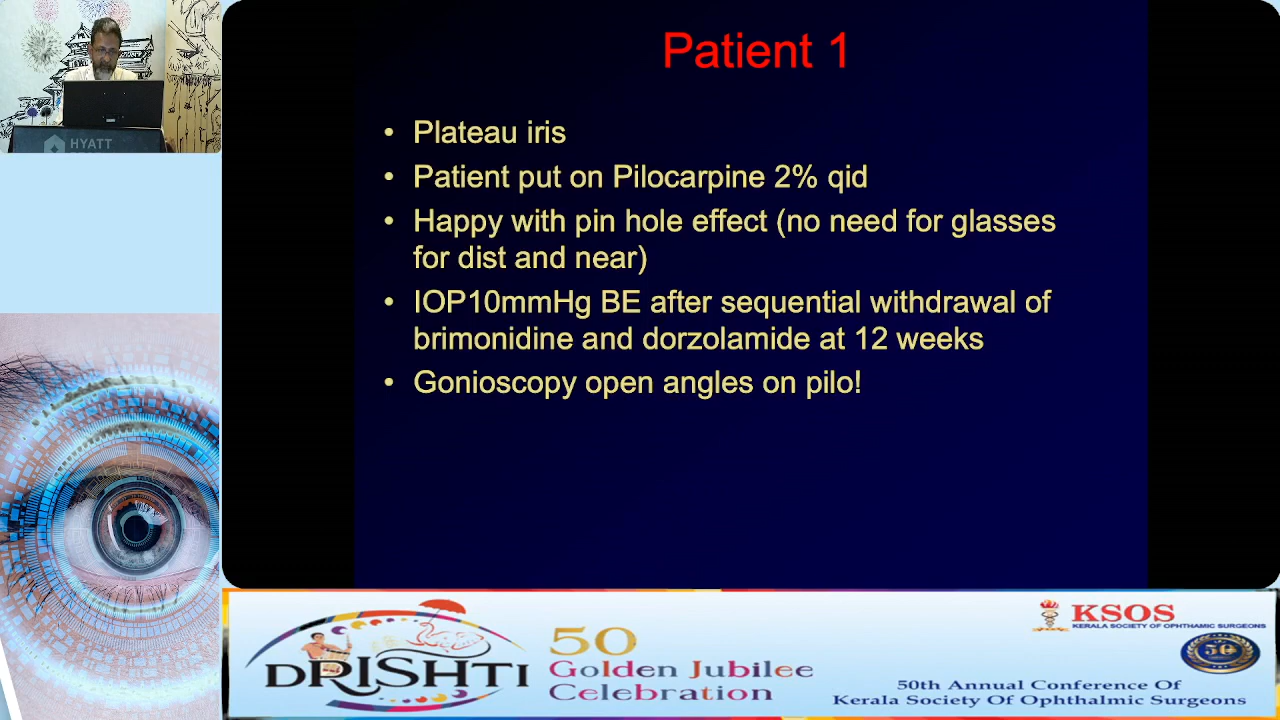 Patient 1
• Plateau iris
• Patient put on Pilocarpine 2% qid
• Happy with pin hole effect (no need for glasses
for dist and near)
• IOP10mmHg BE after sequential withdrawal of
brimonidine and dorzolamide at 12 weeks
• Gonioscopy open angles on pilo!
HYATT
DRISHTI
50
Golden Jubilee
Celebration
KSOS
KERALA SOCIETY OF OPHTHAMIC SURGEONS
50
50th Annual Conference Of
Kerala Society Of Ophthalmic Surgeons